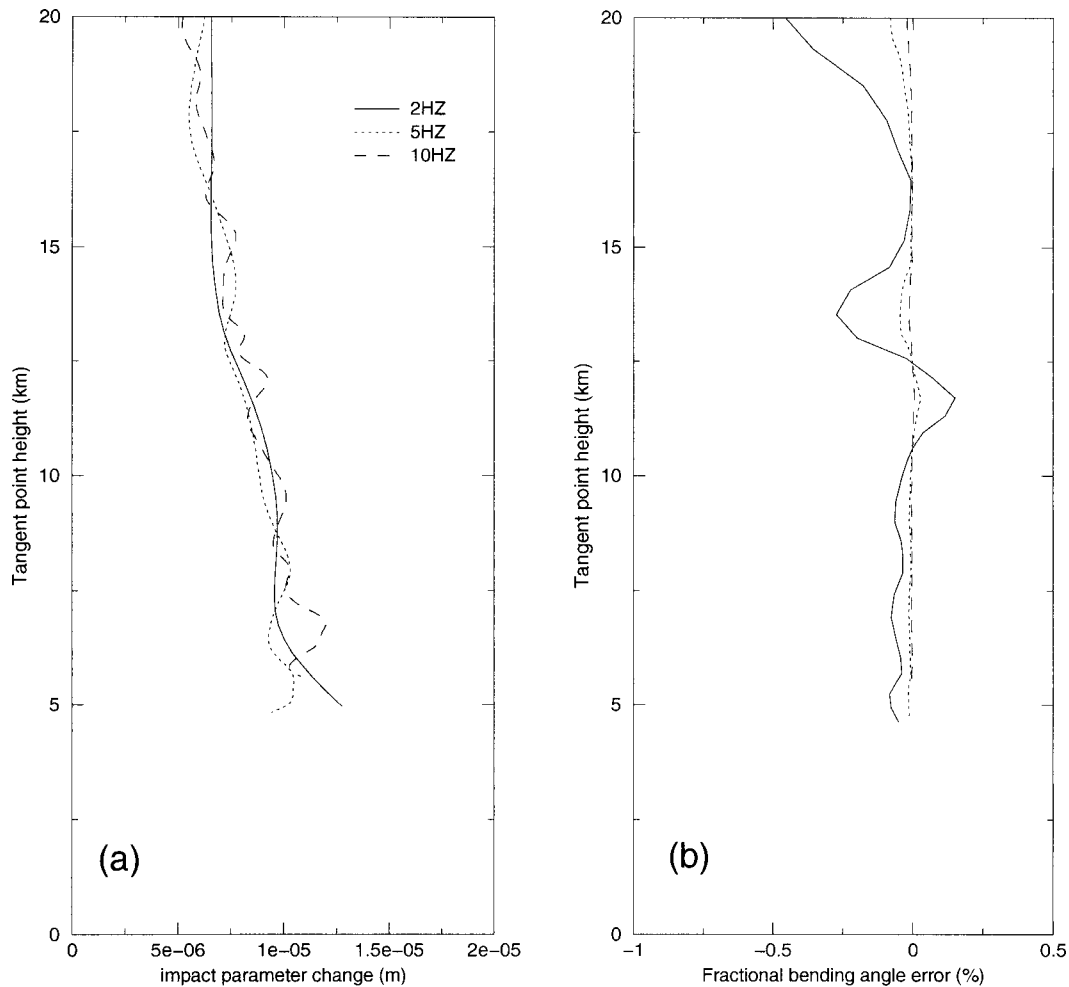 20
15
10
5
0
Tangent point height (km)
2HZ
5HZ
10HZ
(a)
0
5e-06
1e-05
2e-05
2e-05
impact parameter change (m)
20
15
10
5
0
Tangent point height (km)
(b)
-1
-0.5
0
0.5
Fractional bending angle error (%)